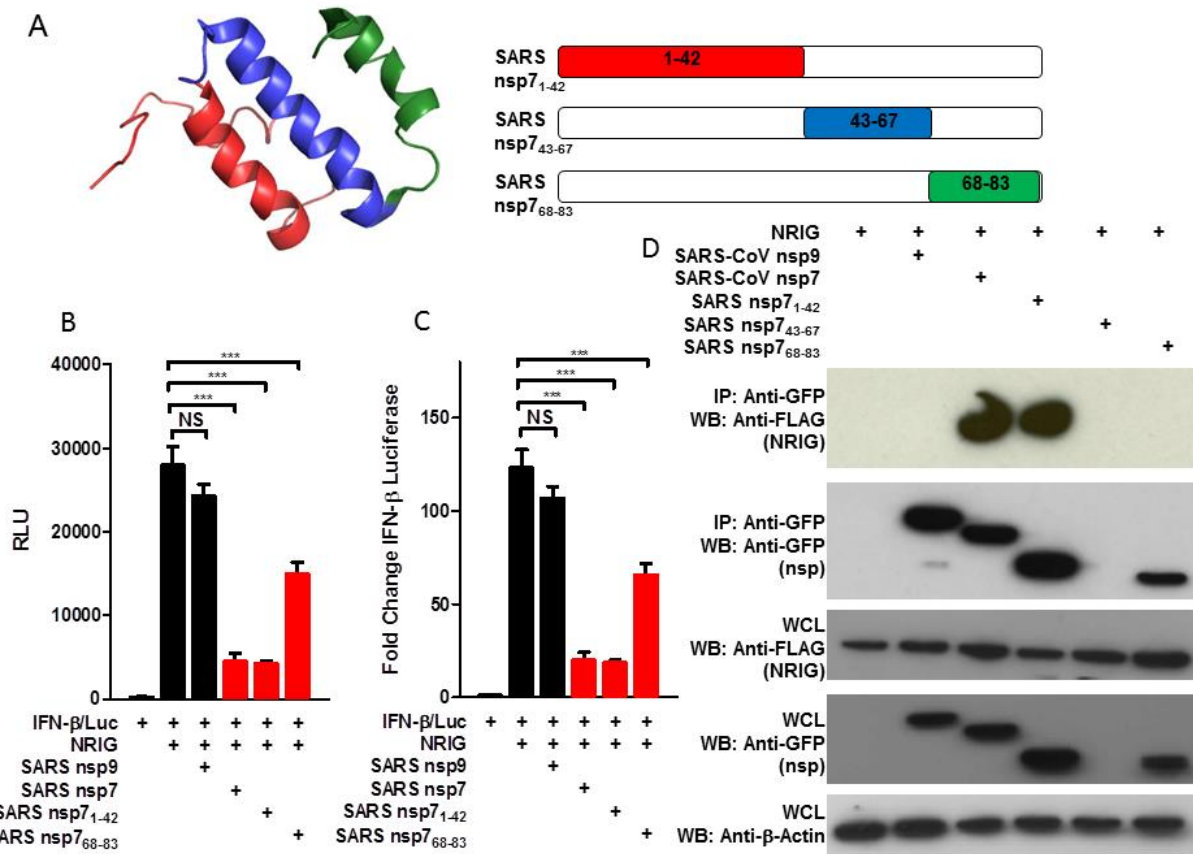 A
SARS
nsp7₁₋₄₂
1-42
SARS
nsp7₄₃₋₆₇
43-67
SARS
nsp7₆₈₋₈₃
68-83
B
RLU
40000
30000
20000
10000
0
***
***
***
NS
IFN-β/Luc + + + + + +
NRIG + + + + +
SARS nsp9 +
SARS nsp7 +
SARS nsp7₁₋₄₂ +
SARS nsp7₆₈₋₈₃ +
C
Fold Change IFN-β Luciferase
150
100
50
0
***
***
***
NS
IFN-β/Luc + + + + + +
NRIG + + + + +
SARS nsp9 +
SARS nsp7 +
SARS nsp7₁₋₄₂ +
SARS nsp7₆₈₋₈₃ +
D
NRIG + + + + + +
SARS-CoV nsp9 +
SARS-CoV nsp7 +
SARS nsp7₁₋₄₂ +
SARS nsp7₄₃₋₆₇ +
SARS nsp7₆₈₋₈₃ +
IP: Anti-GFP
WB: Anti-FLAG
(NRIG)
IP: Anti-GFP
WB: Anti-GFP
(nsp)
WCL
WB: Anti-FLAG
(NRIG)
WCL
WB: Anti-GFP
(nsp)
WCL
WB: Anti-β-Actin